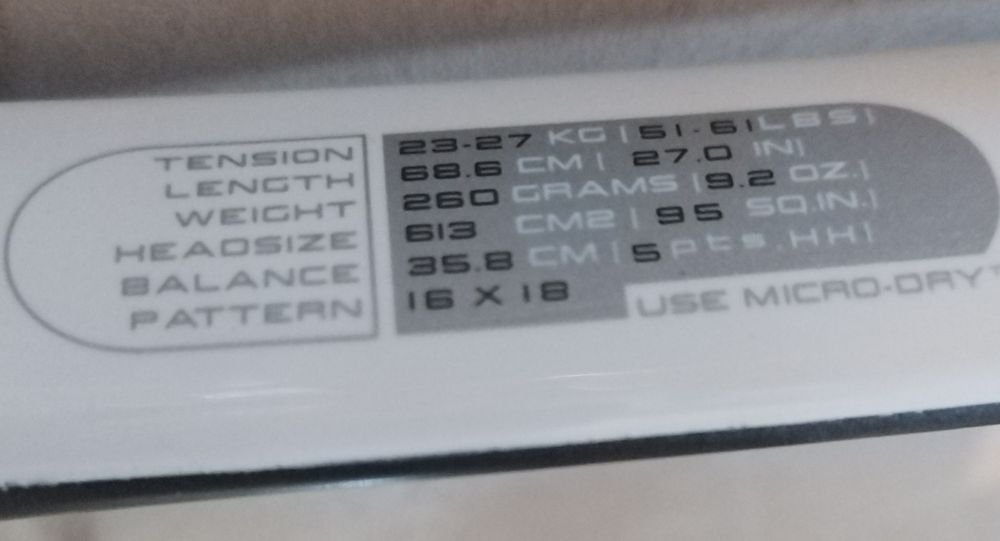 TENSION 23-27 KG | 51-61LBS|
LENGTH 68.6 CM | 27.0 IN|
WEIGHT 260 GRAMS | 9.2 OZ.|
HEADSIZE 613 CM2 | 95 SQ.IN.|
BALANCE 35.8 CM | 5 pts.HH|
PATTERN 16 X 18
USE MICRO-DRY